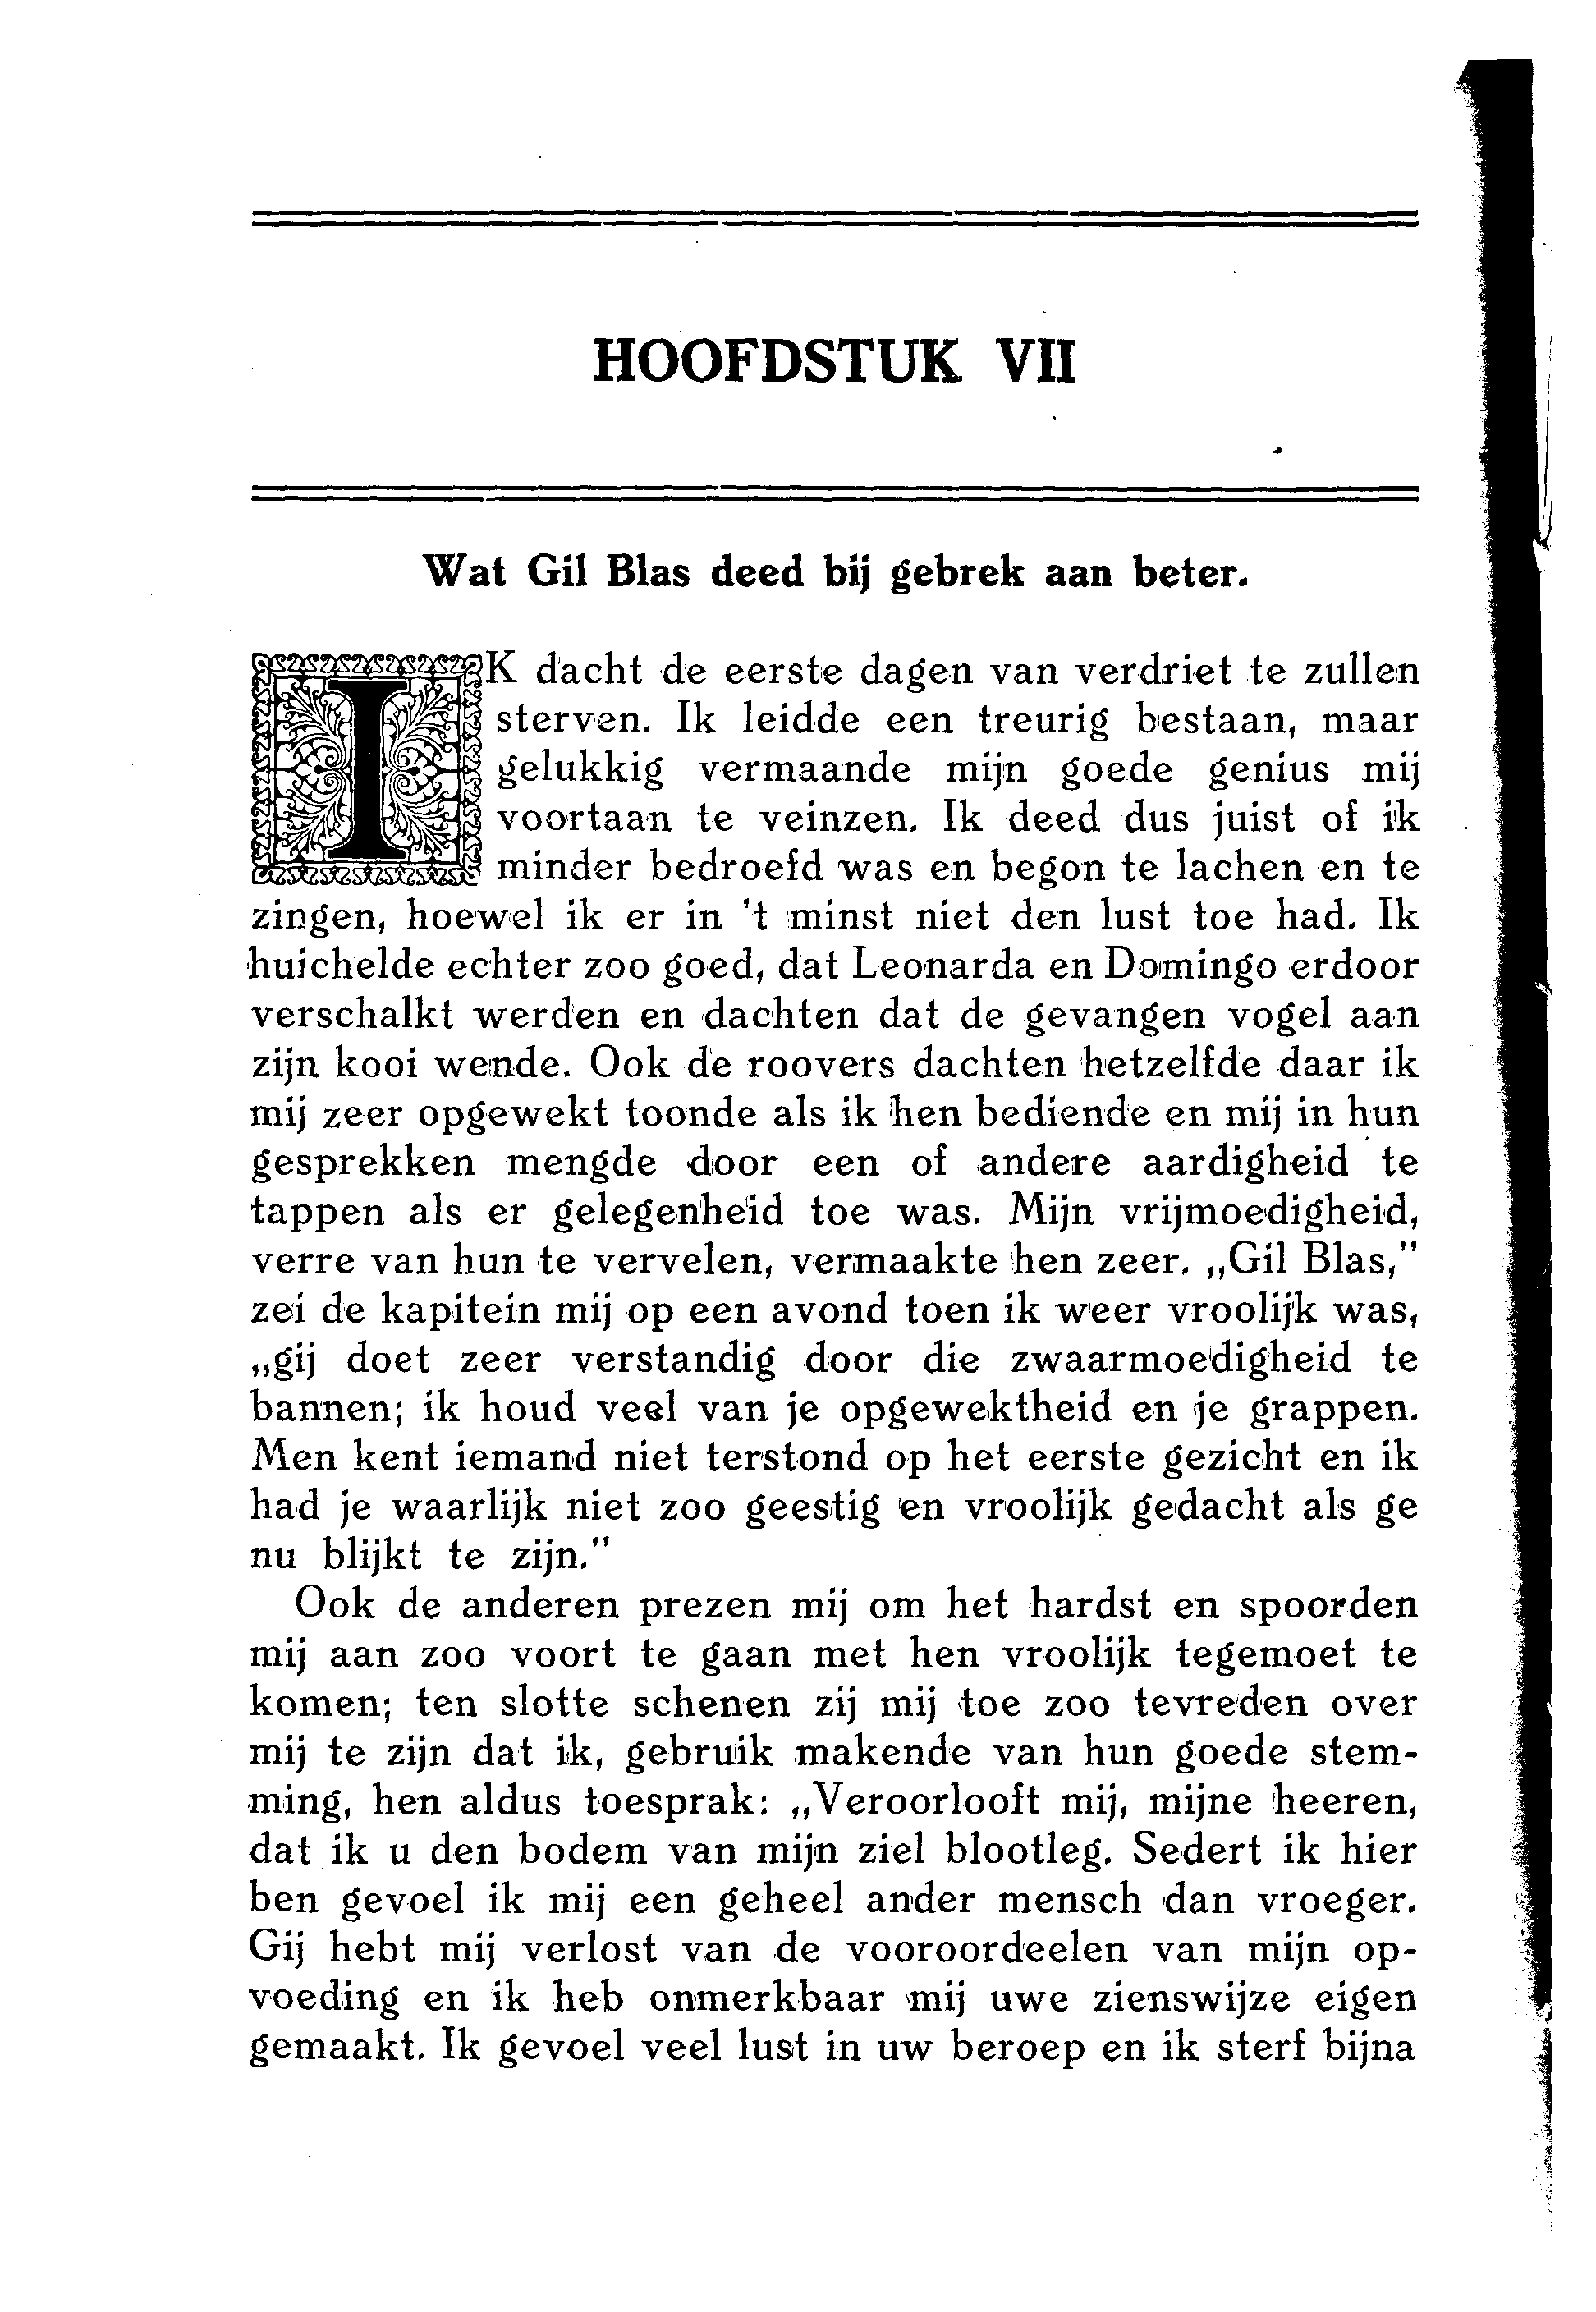 HOOFDSTUK VII
Wat Gil Blas deed bij gebrek aan beter.
IK dacht de eerste dagen van verdriet te zullen
sterven. Ik leidde een treurig bestaan, maar
gelukkig vermaande mijn goede genius mij
voortaan te veinzen. Ik deed dus juist of ik
minder bedroefd was en begon te lachen en te
zingen, hoewel ik er in 't minst niet den lust toe had. Ik
huichelde echter zoo goed, dat Leonarda en Domingo erdoor
verschalkt werden en dachten dat de gevangen vogel aan
zijn kooi wende. Ook de roovers dachten hetzelfde daar ik
mij zeer opgewekt toonde als ik hen bediende en mij in hun
gesprekken mengde door een of andere aardigheid te
tappen als er gelegenheid toe was. Mijn vrijmoedigheid,
verre van hun te vervelen, vermaakte hen zeer. „Gil Blas,”
zei de kapitein mij op een avond toen ik weer vroolijk was,
„gij doet zeer verstandig door die zwaarmoedigheid te
bannen; ik houd veel van je opgewektheid en je grappen.
Men kent iemand niet terstond op het eerste gezicht en ik
had je waarlijk niet zoo geestig en vroolijk gedacht als ge
nu blijkt te zijn.”
Ook de anderen prezen mij om het hardst en spoorden
mij aan zoo voort te gaan met hen vroolijk tegemoet te
komen; ten slotte schenen zij mij toe zoo tevreden over
mij te zijn dat ik, gebruik makende van hun goede stem-
ming, hen aldus toesprak: „Veroorlooft mij, mijne heeren,
dat ik u den bodem van mijn ziel blootleg. Sedert ik hier
ben gevoel ik mij een geheel ander mensch dan vroeger.
Gij hebt mij verlost van de vooroordeelen van mijn op-
voeding en ik heb onmerkbaar mij uwe zienswijze eigen
gemaakt. Ik gevoel veel lust in uw beroep en ik sterf bijna